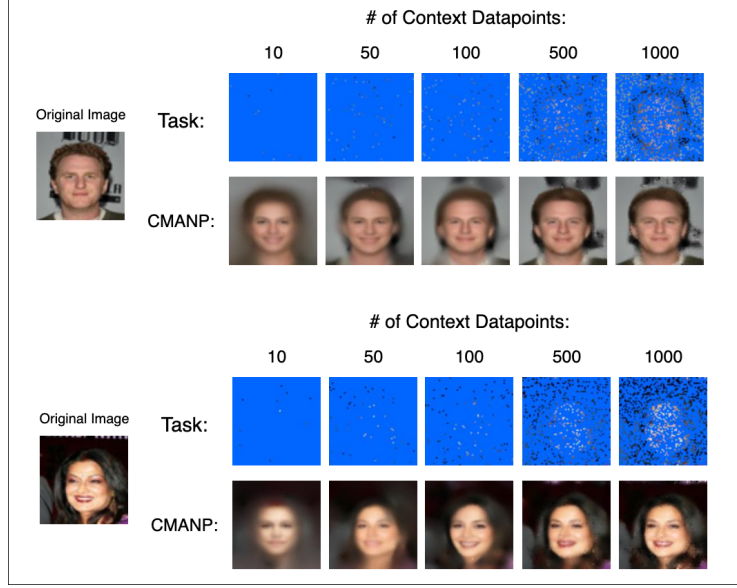 # of Context Datapoints:
10 50 100 500 1000
Original Image
Task:
CMANP:
# of Context Datapoints:
10 50 100 500 1000
Original Image
Task:
CMANP: